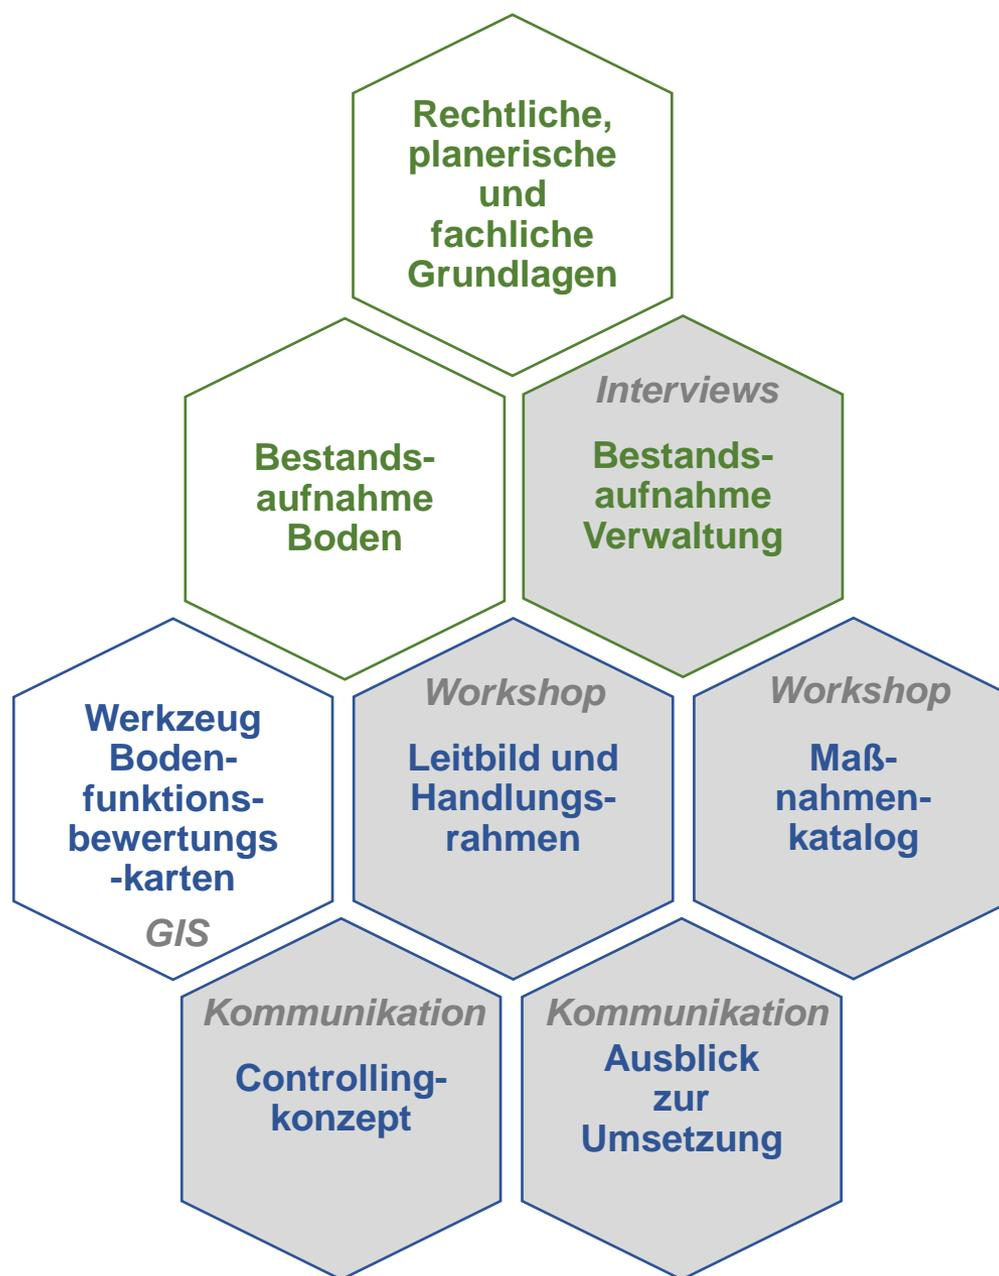 Rechtliche,
planerische
und
fachliche
Grundlagen
Bestands-
aufnahme
Boden
Interviews
Bestands-
aufnahme
Verwaltung
Werkzeug
Boden-
funktions-
bewertungs
-karten
GIS
Workshop
Leitbild und
Handlungs-
rahmen
Workshop
Maß-
nahmen-
katalog
Kommunikation
Controlling-
konzept
Kommunikation
Ausblick
zur
Umsetzung